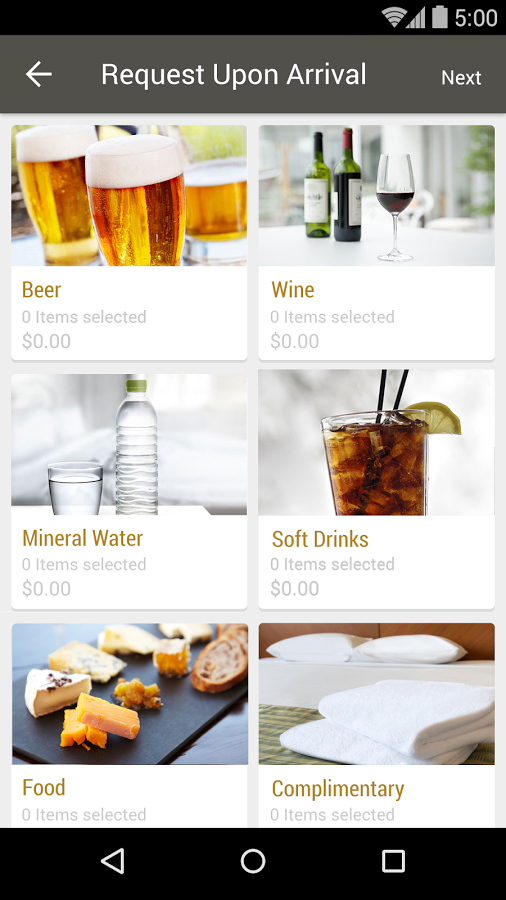 5:00
Request Upon Arrival
Next
Beer
0 Items selected
$0.00
Wine
0 Items selected
$0.00
Mineral Water
0 Items selected
$0.00
Soft Drinks
0 Items selected
$0.00
Food
0 Items selected
Complimentary
0 Items selected